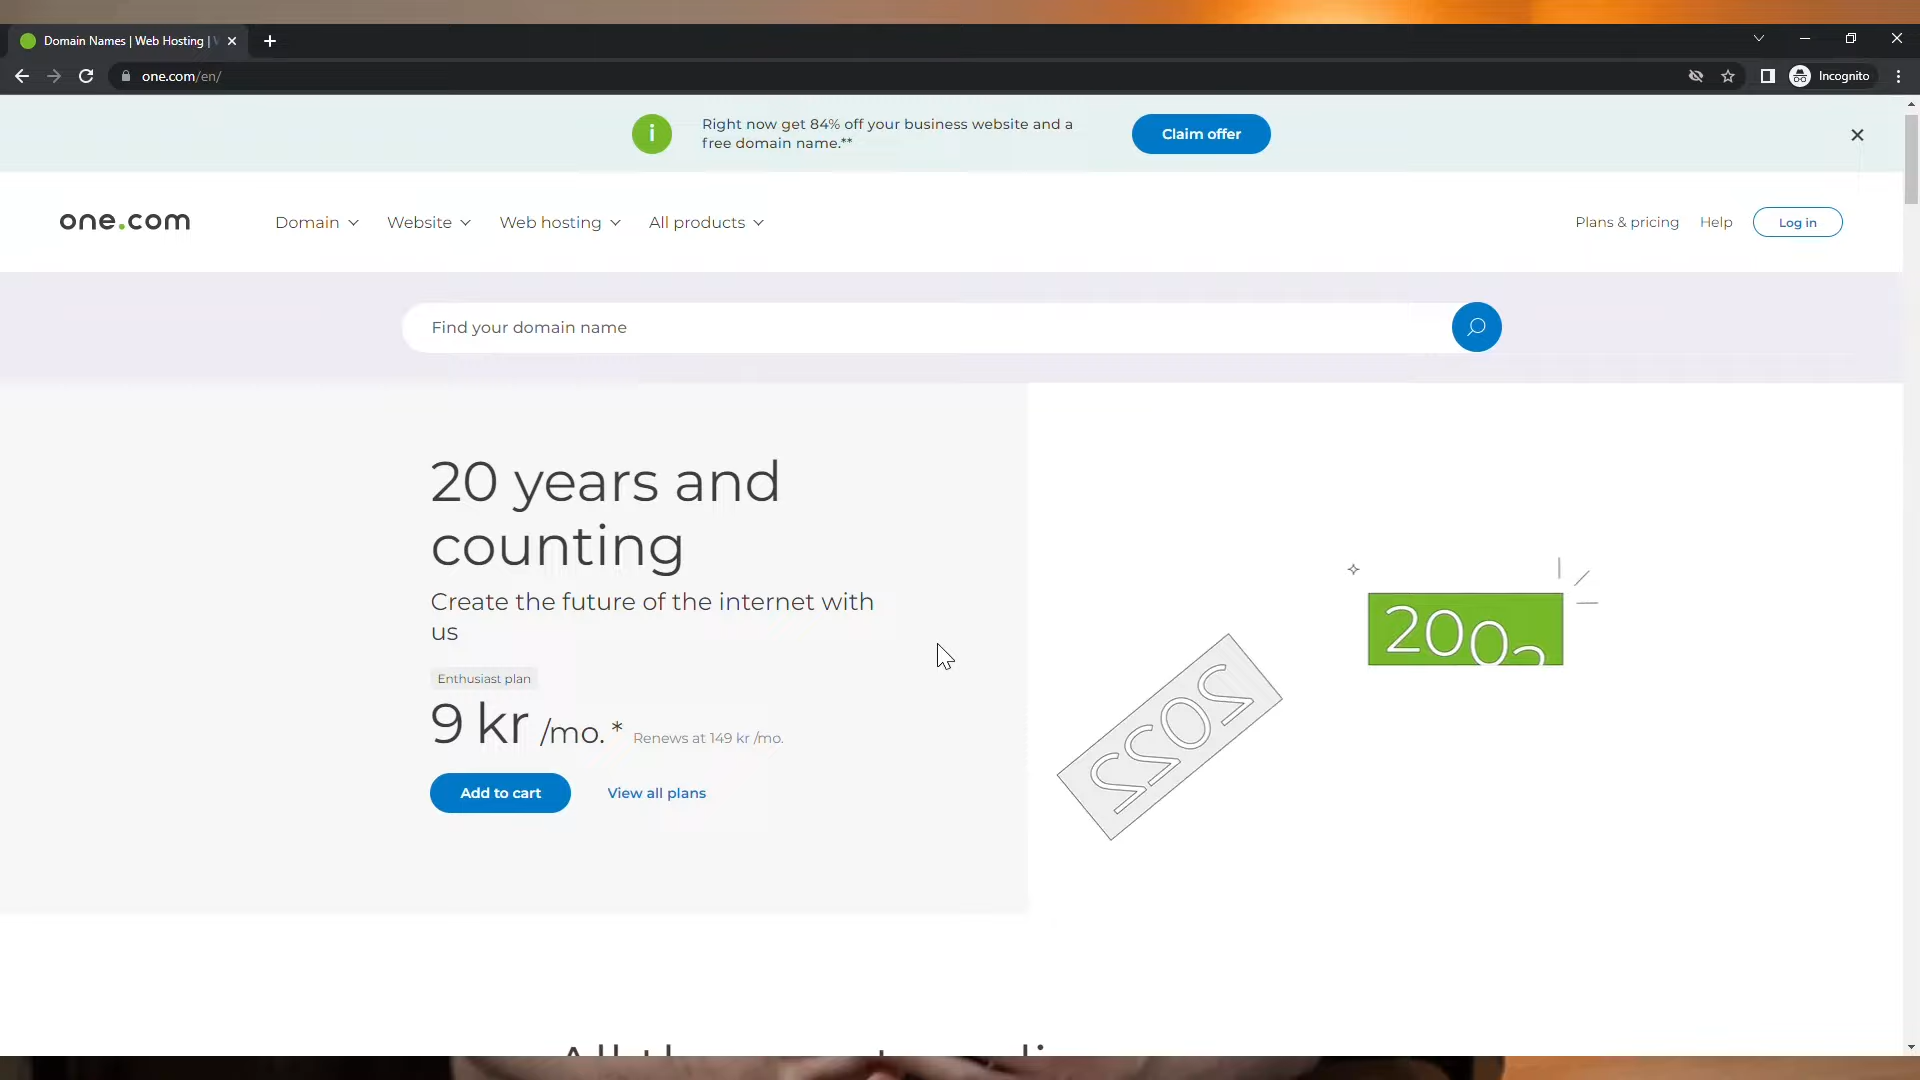 Domain Names | Web Hosting |
one.com/en/
Incognito
Right now get 84% off your business website and a
free domain name.**
Claim offer
one.com
Domain
Website
Web hosting
All products
Plans & pricing
Help
Log in
Find your domain name
20 years and
counting
Create the future of the internet with
us
Enthusiast plan
9 kr /mo. * Renews at 149 kr /mo.
Add to cart
View all plans
2002
2022